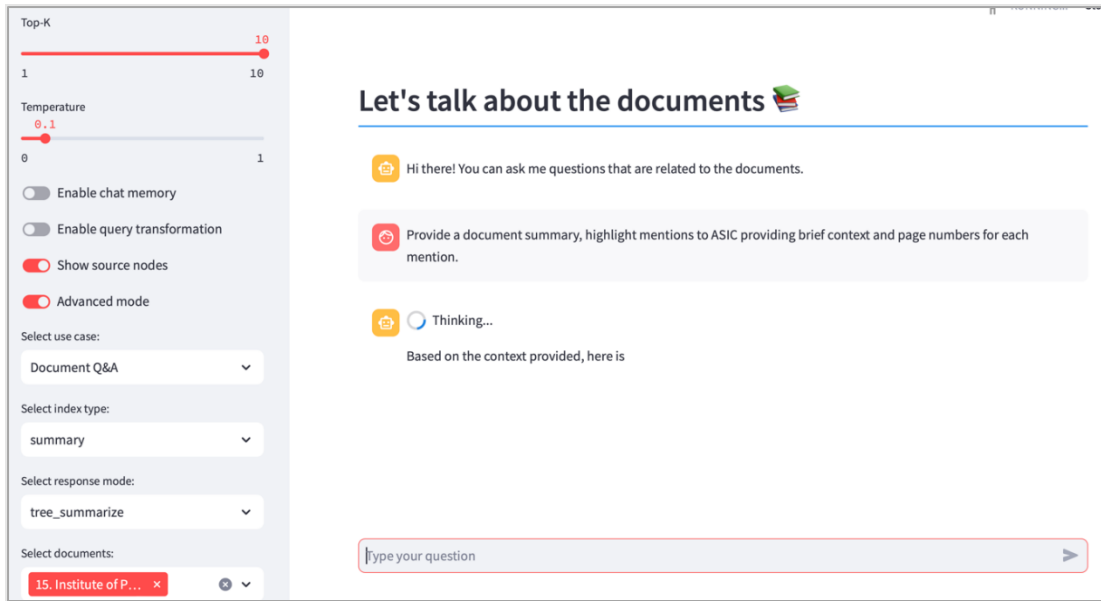 Top-K
10
1 10
Temperature
0.1
0 1
Enable chat memory
Enable query transformation
Show source nodes
Advanced mode
Select use case:
Document Q&A
Select index type:
summary
Select response mode:
tree_summarize
Select documents:
15. Institute of P... ×
Let's talk about the documents
Hi there! You can ask me questions that are related to the documents.
Provide a document summary, highlight mentions to ASIC providing brief context and page numbers for each
mention.
Thinking...
Based on the context provided, here is
Type your question